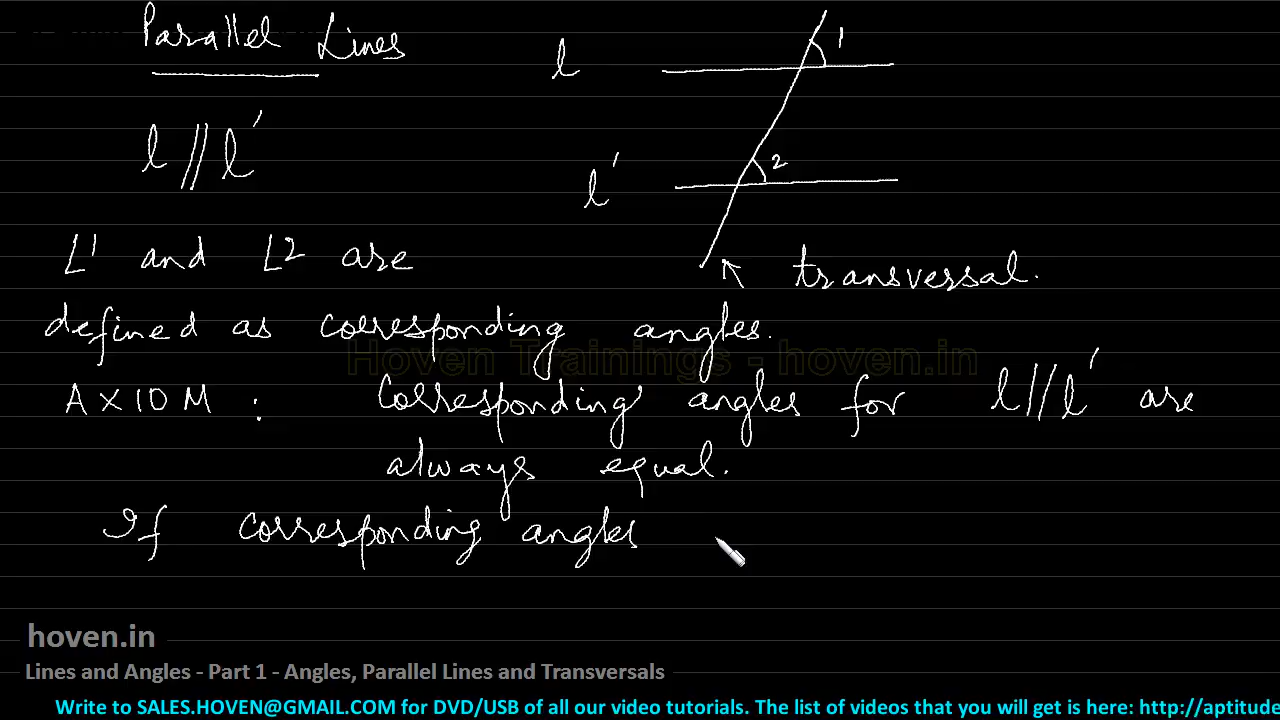 Parallel Lines
l // l'
l
1
l'
2
transversal.
∠1 and ∠2 are
defined as corresponding angles.
Hoven Trainings - hoven.in
AXIOM : Corresponding angles for l // l' are
always equal.
If corresponding angles
hoven.in
Lines and Angles - Part 1 - Angles, Parallel Lines and Transversals
Write to SALES.HOVEN@GMAIL.COM for DVD/USB of all our video tutorials. The list of videos that you will get is here: http://aptitude